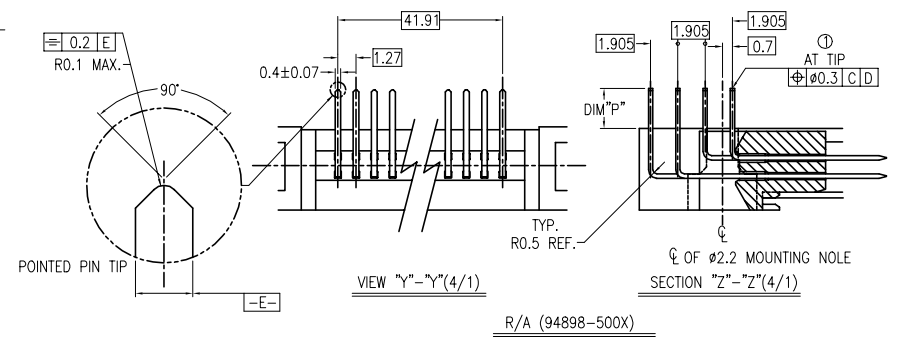 ⌯ 0.2 E
R0.1 MAX.
90°
POINTED PIN TIP
-E-
41.91
1.27
0.4±0.07
VIEW "Y"-"Y"(4/1)
1.905
1.905
1.905
0.7
①
AT TIP
⌖ ø0.3 C D
DIM"P"
TYP.
R0.5 REF.
℄
℄ OF ø2.2 MOUNTING NOLE
SECTION "Z"-"Z"(4/1)
R/A (94898-500X)